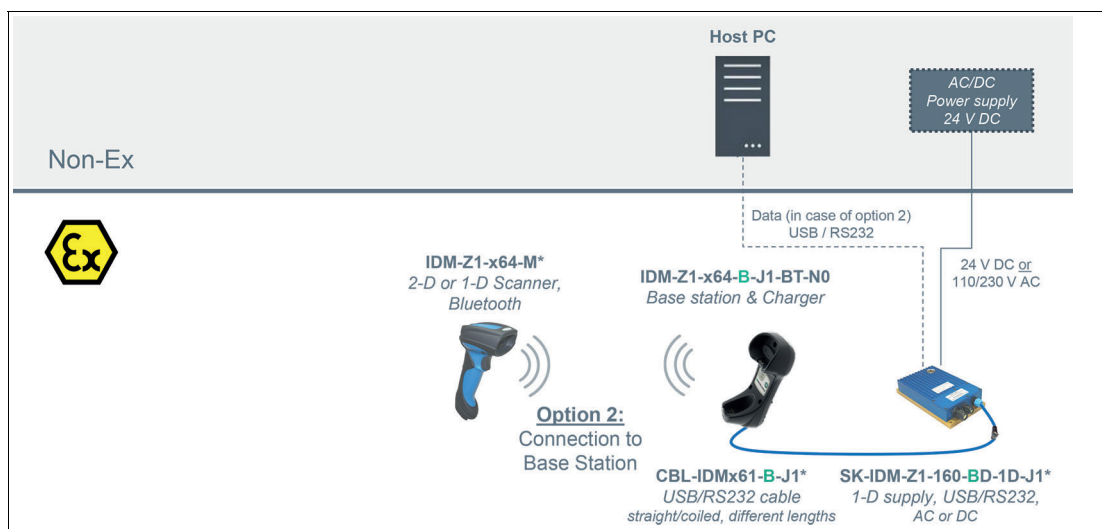 Host PC
AC/DC
Power supply
24 V DC
Non-Ex
Data (in case of option 2)
USB / RS232
24 V DC or
110/230 V AC
Ex
IDM-Z1-x64-M*
2-D or 1-D Scanner,
Bluetooth
IDM-Z1-x64-B-J1-BT-N0
Base station & Charger
Option 2:
Connection to
Base Station
CBL-IDMx61-B-J1*
USB/RS232 cable
straight/coiled, different lengths
SK-IDM-Z1-160-BD-1D-J1*
1-D supply, USB/RS232,
AC or DC